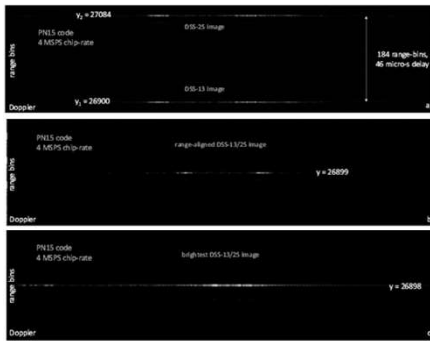 y₂ = 27084
DSS-25 Image
PN15 code
4 MSPS chip-rate
range bins
184 range-bins,
46 micro-s delay
DSS-13 Image
y₁ = 26900
Doppler
a
PN15 code
4 MSPS chip-rate
range-aligned DSS-13/25 image
range bins
y = 26899
Doppler
b
PN15 code
4 MSPS chip-rate
brightest DSS-13/25 image
range bins
y = 26898
Doppler
c